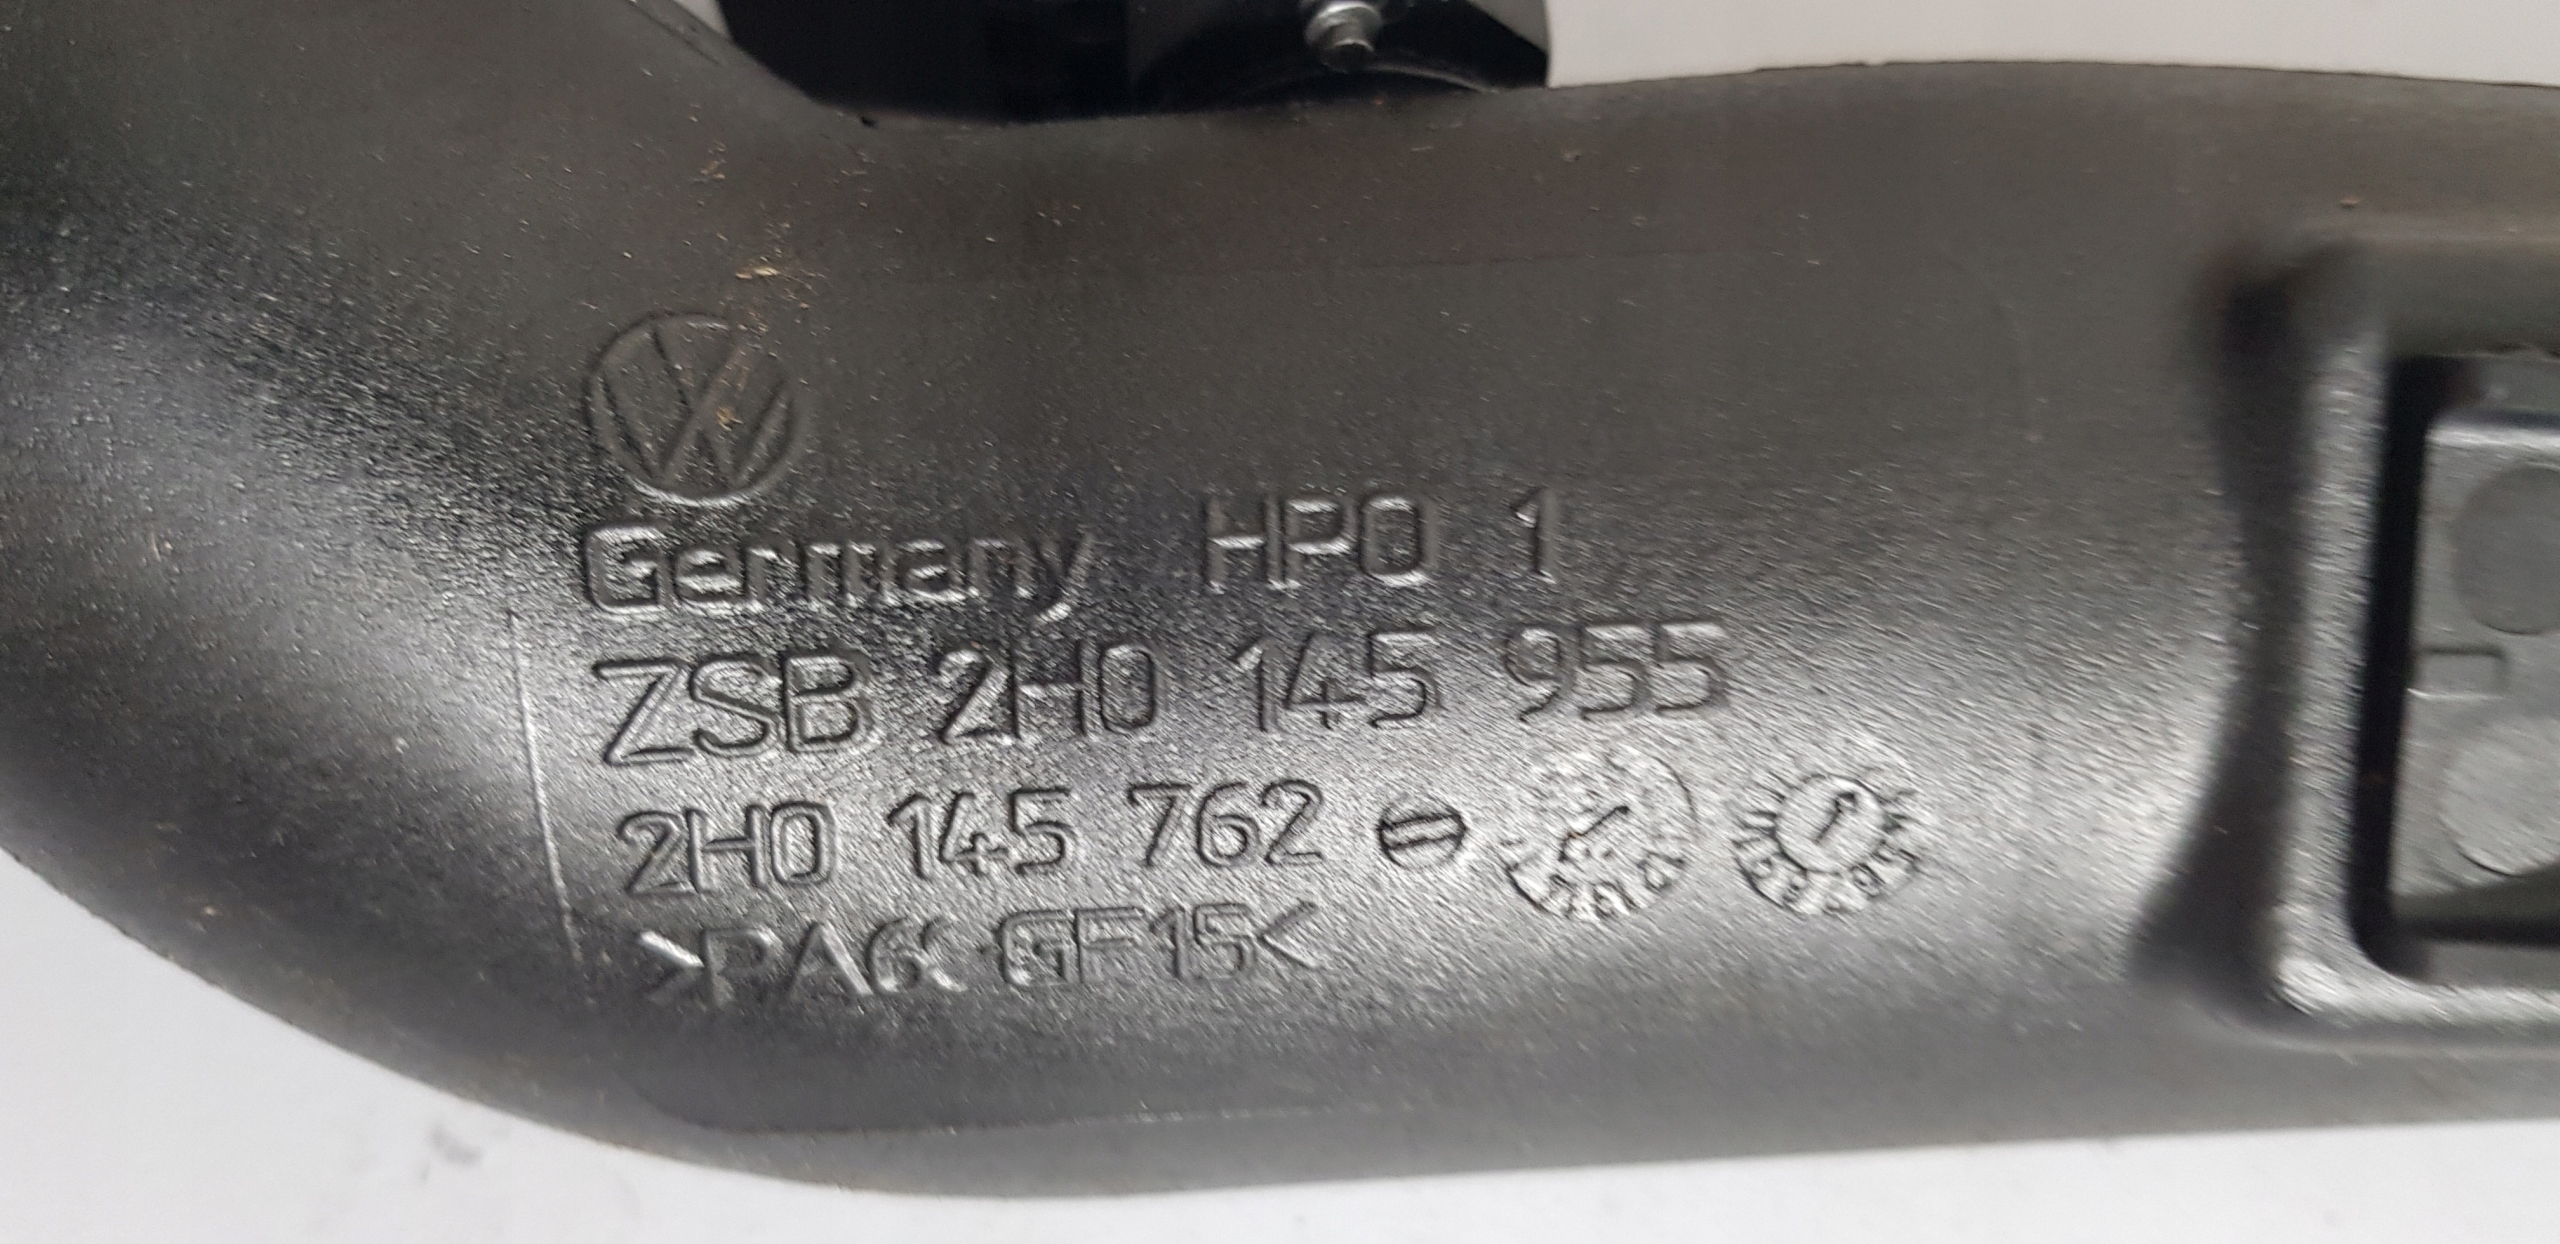 Germany HPO 1
ZSB 2H0 145 955
2H0 145 762
>PA6 GF15<